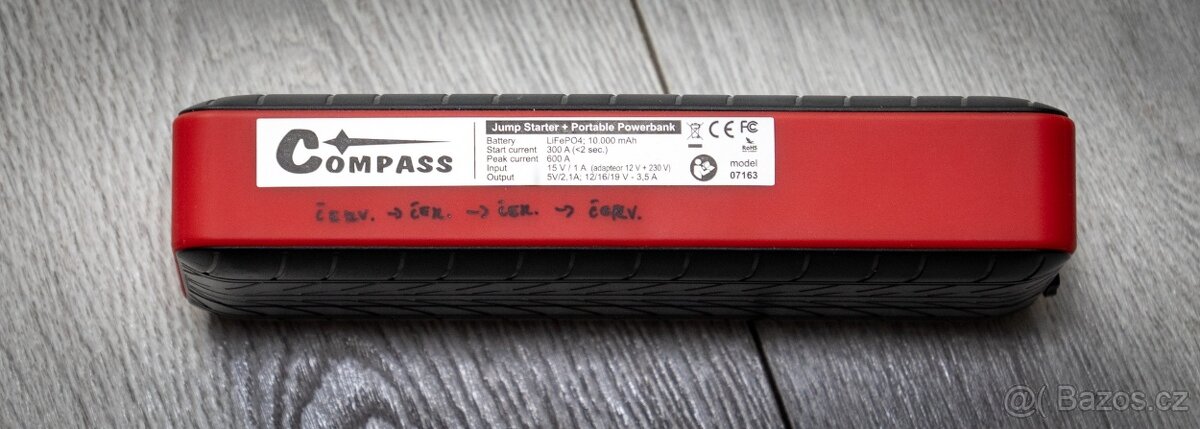 COMPASS
Jump Starter + Portable Powerbank
Battery LiFePO4; 10.000 mAh
Start current 300 A (<2 sec.)
Peak current 600 A
Input 15 V / 1 A (adapteor 12 V + 230 V)
Output 5V/2,1A; 12/16/19 V - 3,5 A
CE FC
RoHS
model
07163
ČERV. → ČER. → ČER. → ČERV.
@ Bazos.cz